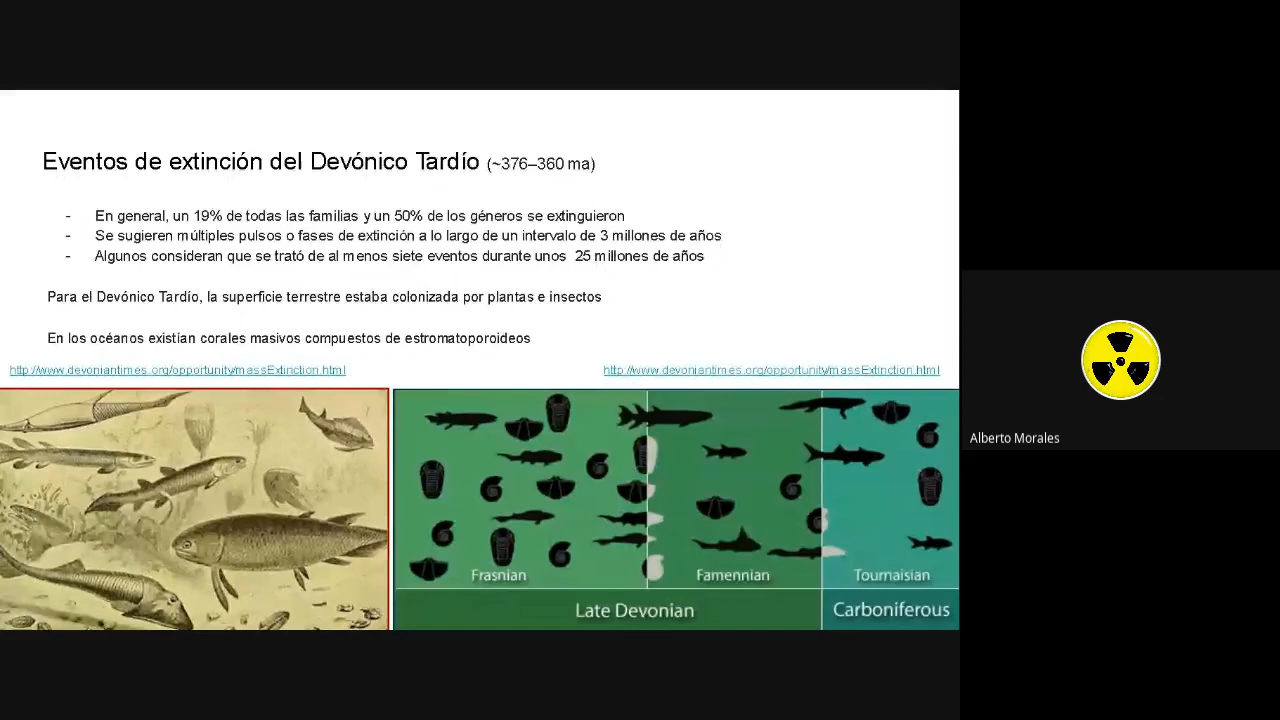 Eventos de extinción del Devónico Tardío (~376–360 ma)
- En general, un 19% de todas las familias y un 50% de los géneros se extinguieron
- Se sugieren múltiples pulsos o fases de extinción a lo largo de un intervalo de 3 millones de años
- Algunos consideran que se trató de al menos siete eventos durante unos 25 millones de años
Para el Devónico Tardío, la superficie terrestre estaba colonizada por plantas e insectos
En los océanos existían corales masivos compuestos de estromatoporoideos
http://www.devoniantimes.org/opportunity/massExtinction.html
http://www.devoniantimes.org/opportunity/massExtinction.html
Frasnian
Famennian
Tournaisian
Late Devonian
Carboniferous
Alberto Morales